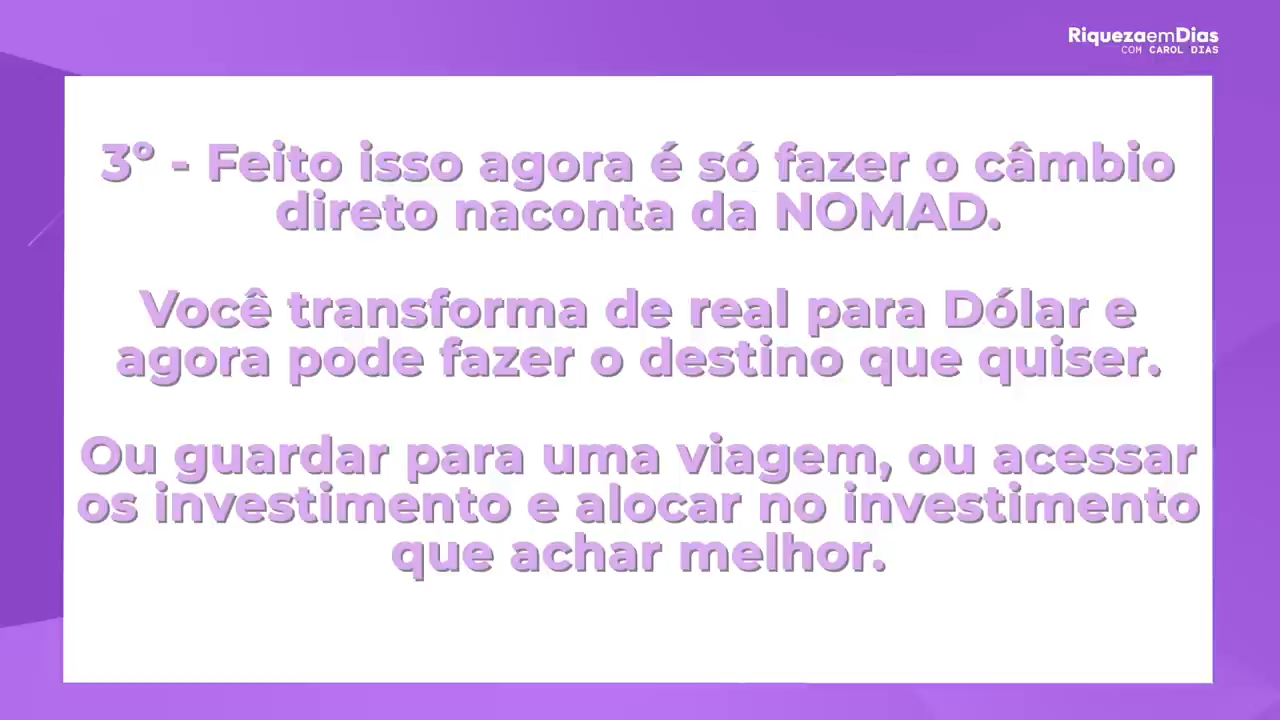 RiquezaemDias
COM CAROL DIAS
3º - Feito isso agora é só fazer o câmbio
direto naconta da NOMAD.
Você transforma de real para Dólar e
agora pode fazer o destino que quiser.
Ou guardar para uma viagem, ou acessar
os investimento e alocar no investimento
que achar melhor.